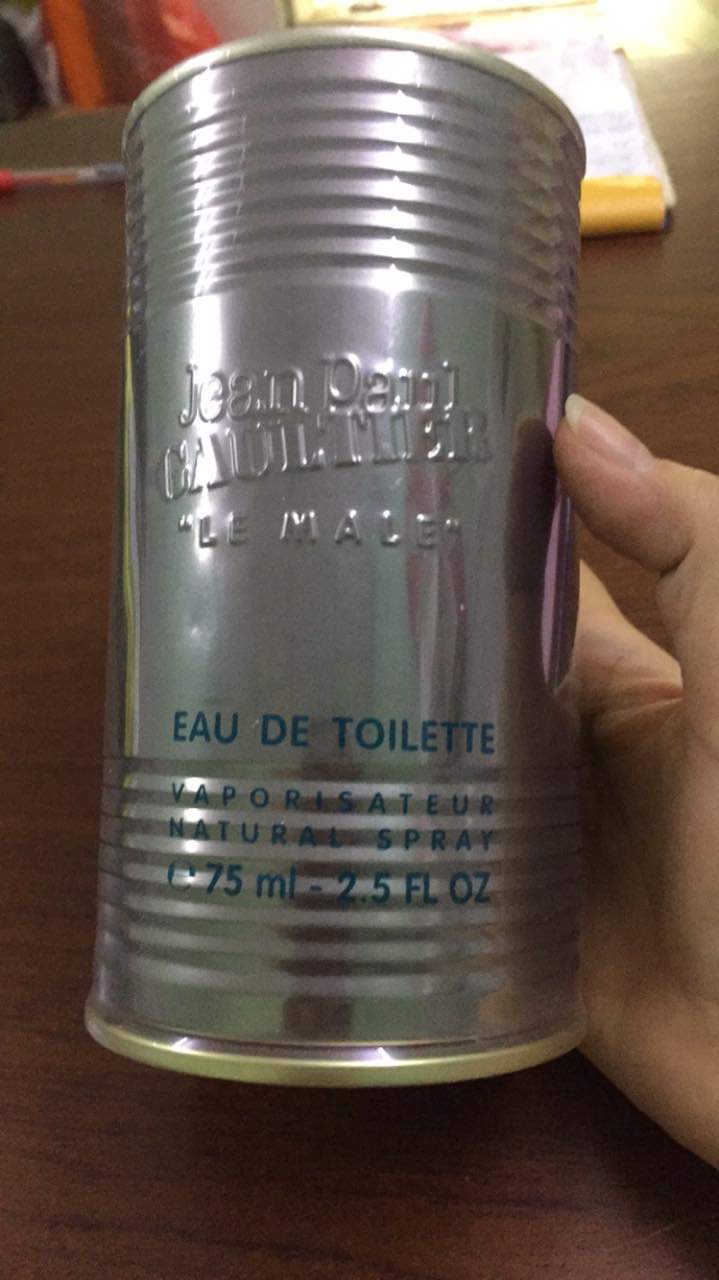 Jean Paul
GAULTIER
"LE MALE"
EAU DE TOILETTE
VAPORISATEUR
NATURAL SPRAY
℮ 75 ml - 2.5 FL OZ